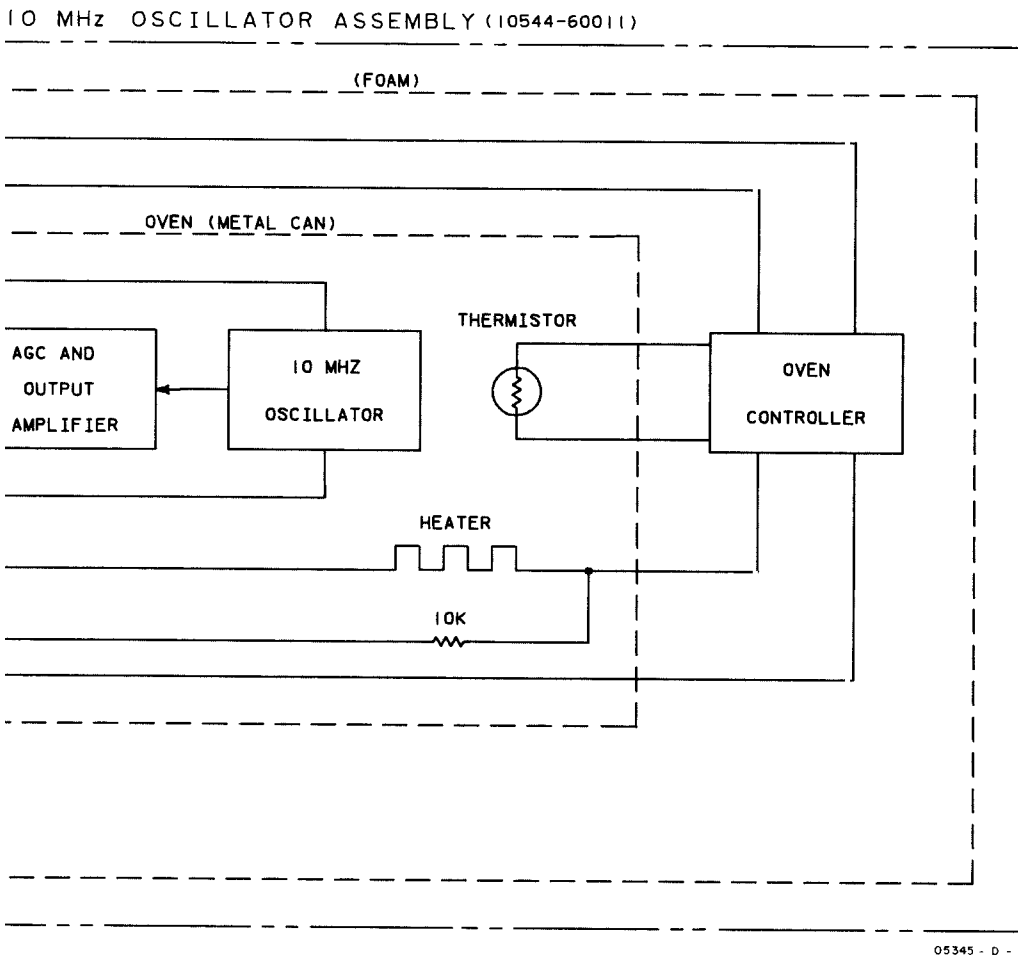 10 MHz OSCILLATOR ASSEMBLY (10544-60011)
(FOAM)
OVEN (METAL CAN)
THERMISTOR
AGC AND
OUTPUT
AMPLIFIER
10 MHZ
OSCILLATOR
OVEN
CONTROLLER
HEATER
10K
05345 - D -